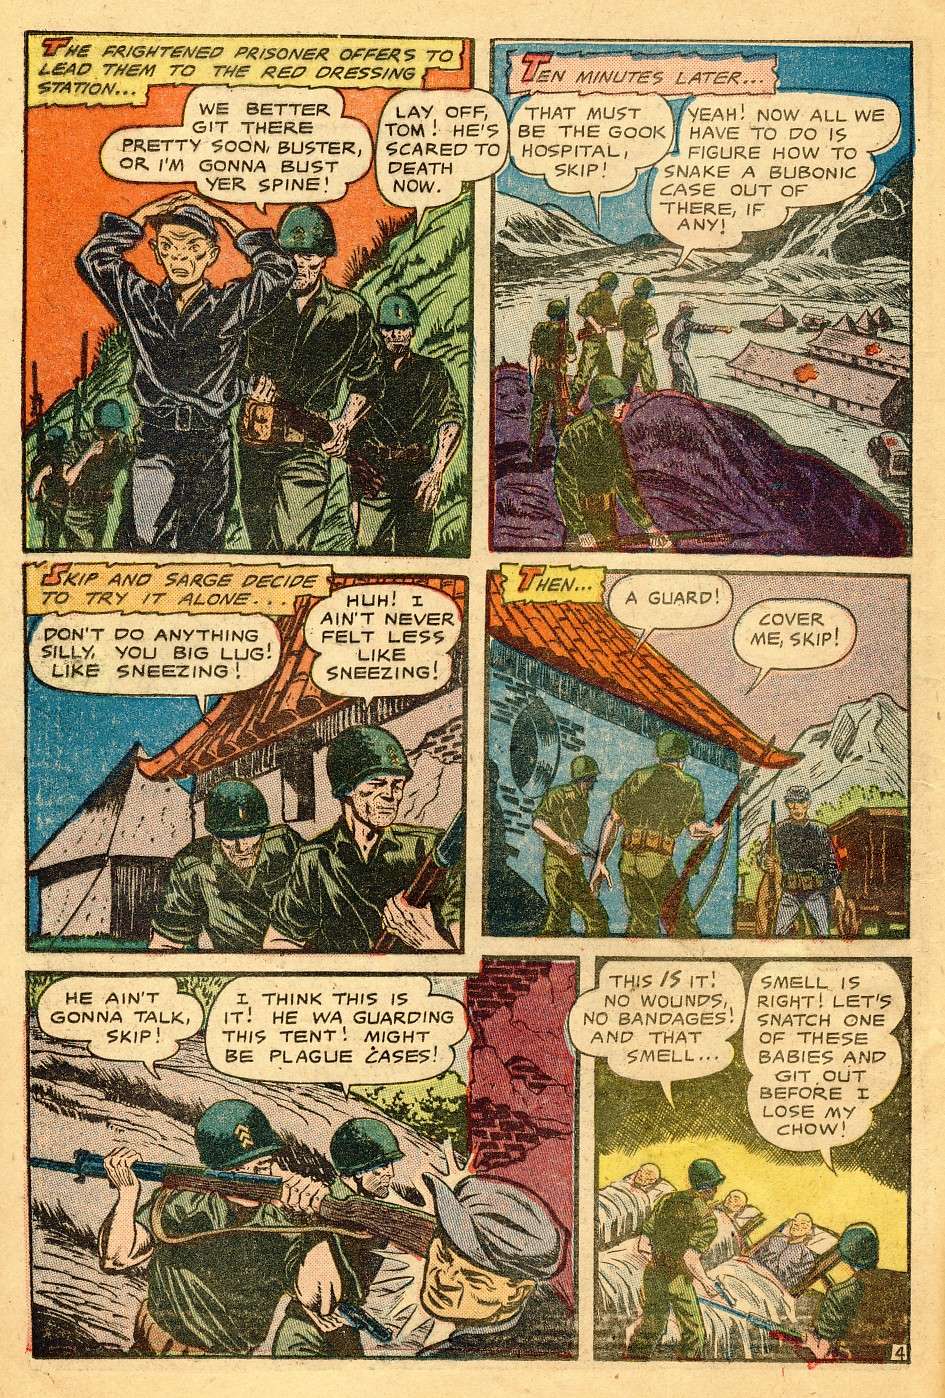 THE FRIGHTENED PRISONER OFFERS TO
LEAD THEM TO THE RED DRESSING
STATION...
WE BETTER
GIT THERE
PRETTY SOON, BUSTER,
OR I'M GONNA BUST
YER SPINE!
LAY OFF,
TOM! HE'S
SCARED TO
DEATH
NOW.
TEN MINUTES LATER...
THAT MUST
BE THE GOOK
HOSPITAL,
SKIP!
YEAH! NOW ALL WE
HAVE TO DO IS
FIGURE HOW TO
SNAKE A BUBONIC
CASE OUT OF
THERE, IF
ANY!
SKIP AND SARGE DECIDE
TO TRY IT ALONE...
DON'T DO ANYTHING
SILLY, YOU BIG LUG!
LIKE SNEEZING!
HUH! I
AIN'T NEVER
FELT LESS
LIKE
SNEEZING!
THEN...
A GUARD!
COVER
ME, SKIP!
HE AIN'T
GONNA TALK,
SKIP!
I THINK THIS IS
IT! HE WA GUARDING
THIS TENT! MIGHT
BE PLAGUE CASES!
THIS IS IT!
NO WOUNDS,
NO BANDAGES!
AND THAT
SMELL...
SMELL IS
RIGHT! LET'S
SNATCH ONE
OF THESE
BABIES AND
GIT OUT
BEFORE I
LOSE MY
CHOW!
4